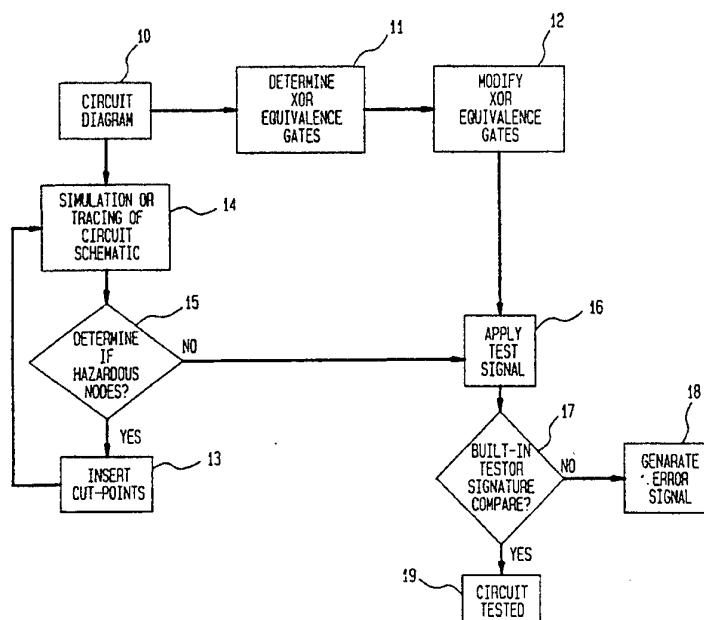 10
11
12
CIRCUIT
DIAGRAM
DETERMINE
XOR
EQUIVALENCE
GATES
MODIFY
XOR
EQUIVALENCE
GATES
SIMULATION OR
TRACING OF
CIRCUIT
SCHEMATIC
14
15
DETERMINE
IF
HAZARDOUS
NODES?
NO
16
APPLY
TEST
SIGNAL
YES
INSERT
CUT-POINTS
13
17
BUILT-IN
TESTOR
SIGNATURE
COMPARE?
NO
18
GENARATE
ERROR
SIGNAL
YES
19
CIRCUIT
TESTED